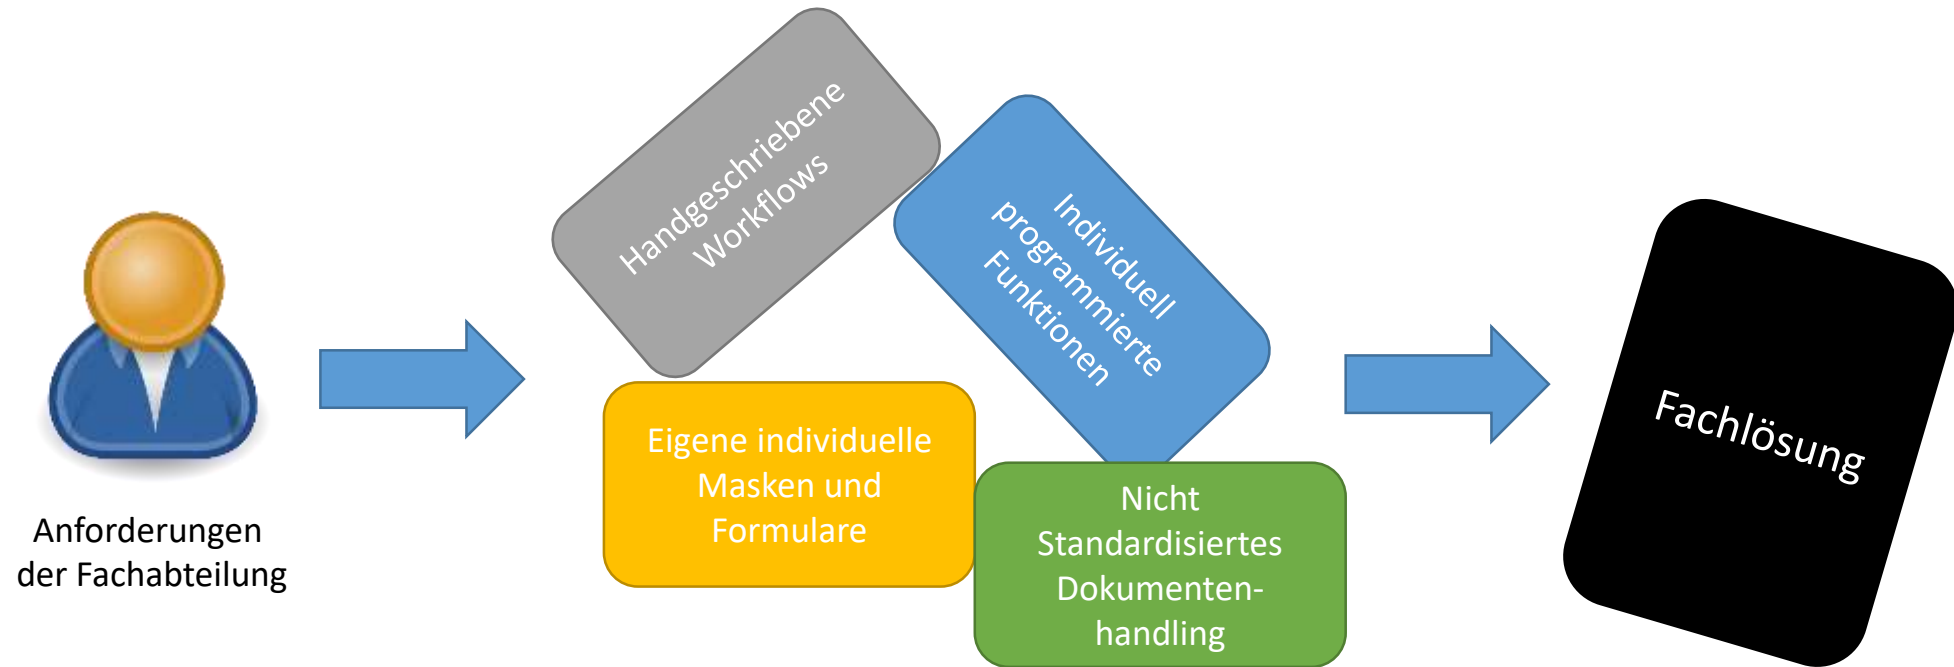 Anforderungen
der Fachabteilung
Handgeschriebene
Workflows
Individuell
programmierte
Funktionen
Eigene individuelle
Masken und
Formulare
Nicht
Standardisiertes
Dokumenten-
handling
Fachlösung